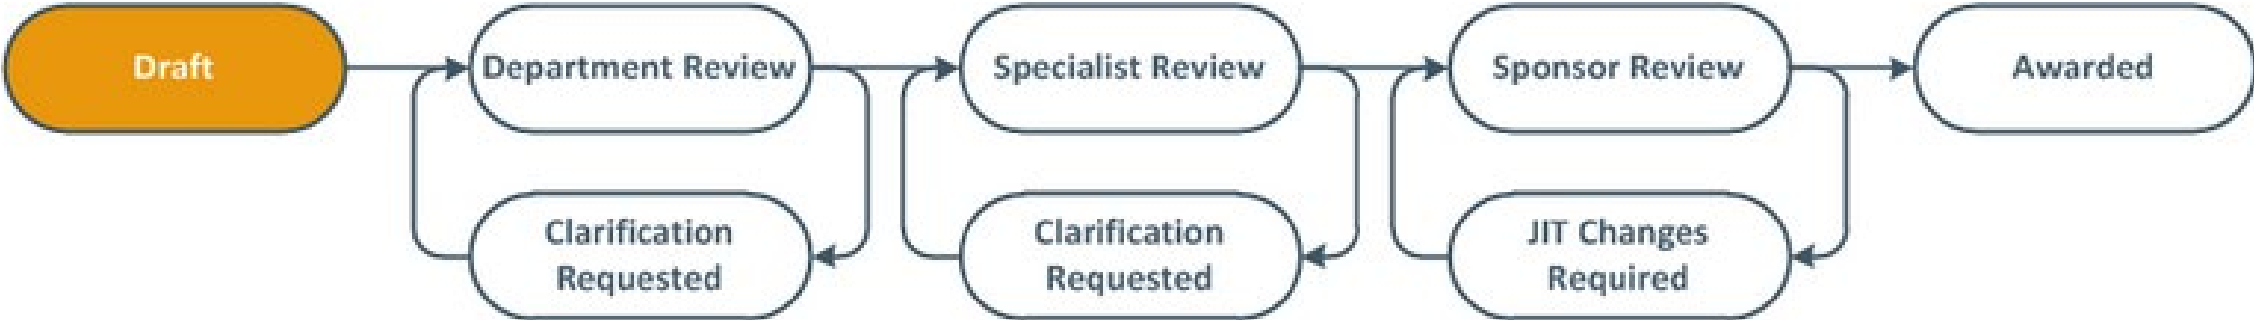 Draft
Department Review
Specialist Review
Sponsor Review
Awarded
Clarification
Requested
Clarification
Requested
JIT Changes
Required